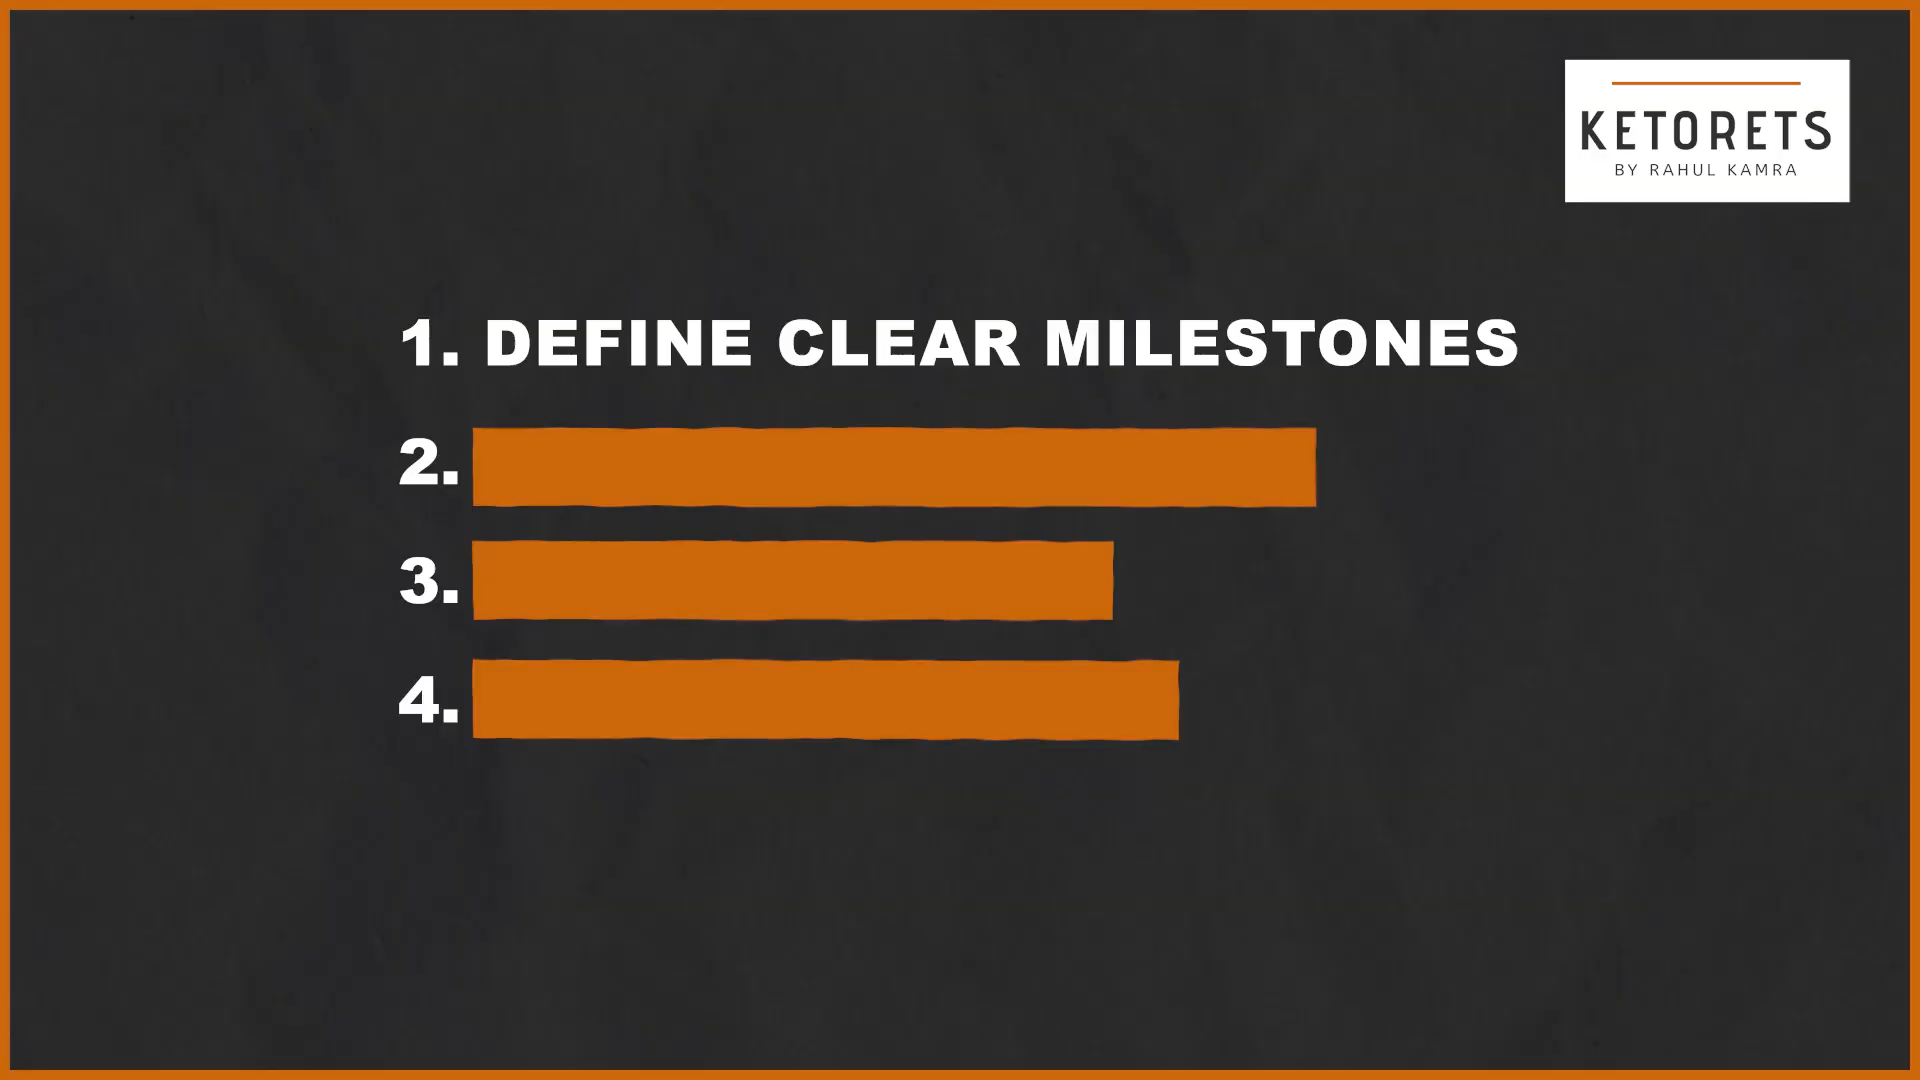 KETORETS
BY RAHUL KAMRA
1. DEFINE CLEAR MILESTONES
2.
3.
4.